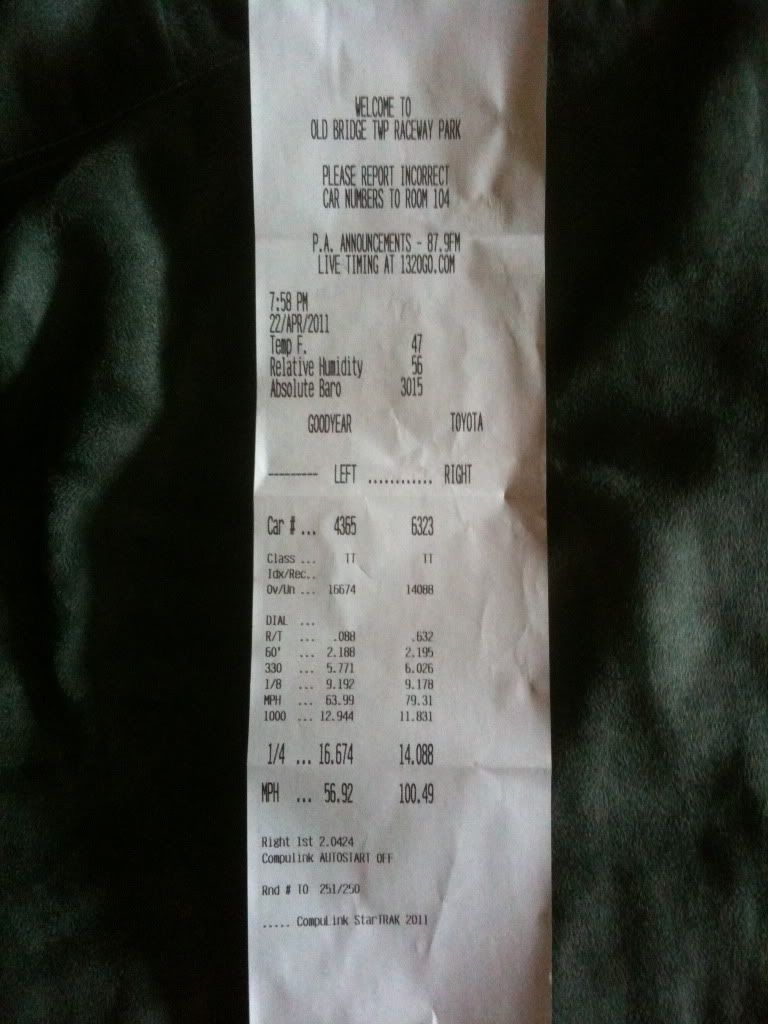 WELCOME TO
OLD BRIDGE TWP RACEWAY PARK
PLEASE REPORT INCORRECT
CAR NUMBERS TO ROOM 104
P.A. ANNOUNCEMENTS - 87.9FM
LIVE TIMING AT 1320GO.COM
7:58 PM
22/APR/2011
Temp F. 47
Relative Humidity 56
Absolute Baro 3015
GOODYEAR TOYOTA
--------- LEFT ............ RIGHT
Car # ... 4365 6323
Class ... TT TT
Idx/Rec..
Ov/Un ... 16674 14088
DIAL ...
R/T ... .088 .632
60' ... 2.188 2.195
330 ... 5.771 6.026
1/8 ... 9.192 9.178
MPH ... 63.99 79.31
1000 ... 12.944 11.831
1/4 ... 16.674 14.088
MPH ... 56.92 100.49
Right 1st 2.0424
Compulink AUTOSTART OFF
Rnd # TO 251/250
..... CompuLink StarTRAK 2011